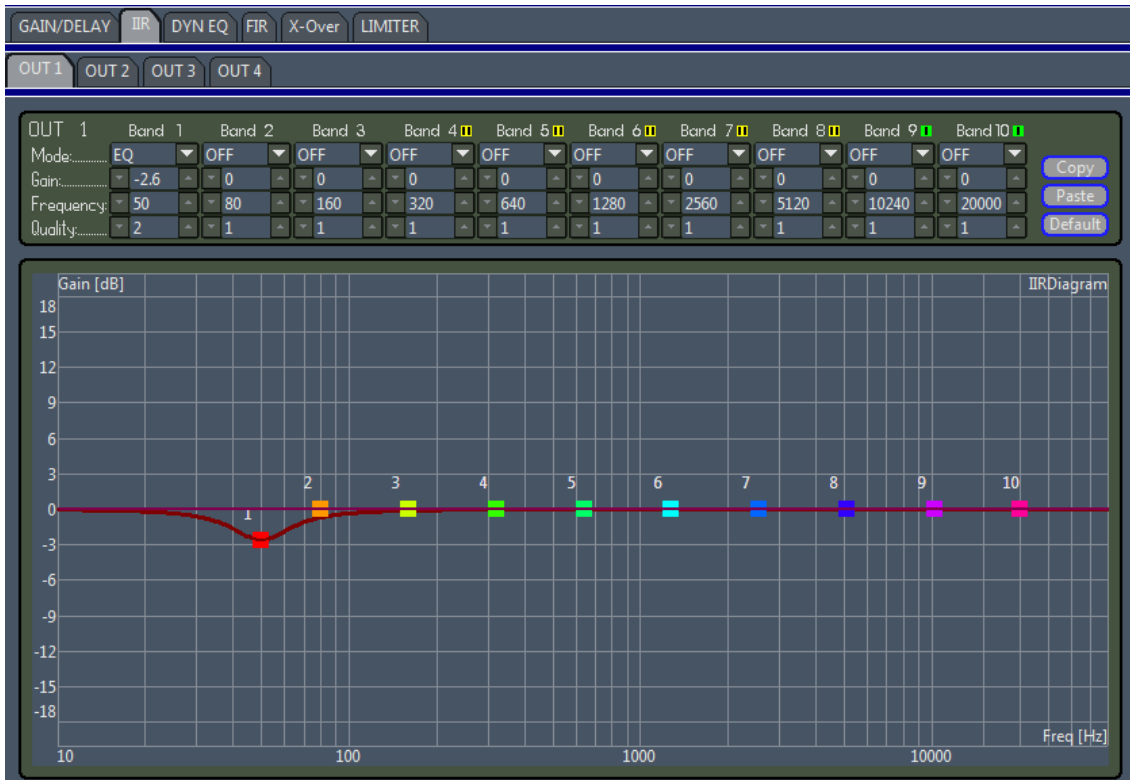 GAIN/DELAY IIR DYN EQ FIR X-Over LIMITER
OUT 1 OUT 2 OUT 3 OUT 4
OUT 1 Band 1 Band 2 Band 3 Band 4 Band 5 Band 6 Band 7 Band 8 Band 9 Band 10
Mode:........... EQ OFF OFF OFF OFF OFF OFF OFF OFF OFF
Copy
Gain:.............. -2.6 0 0 0 0 0 0 0 0 0
Frequency: 50 80 160 320 640 1280 2560 5120 10240 20000
Paste
Quality:......... 2 1 1 1 1 1 1 1 1 1
Default
Gain [dB] IIRDiagram
18
15
12
9
6
3
2 3 4 5 6 7 8 9 10
0
1
-3
-6
-9
-12
-15
-18
Freq [Hz]
10 100 1000 10000